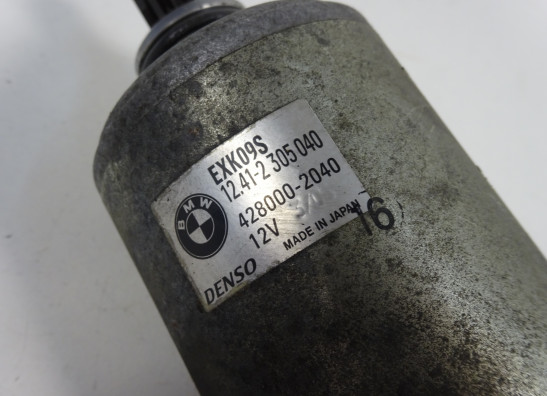 EXK09S
12.41-2 305 040
428000-2040
12V
MADE IN JAPAN
DENSO
BMW
16